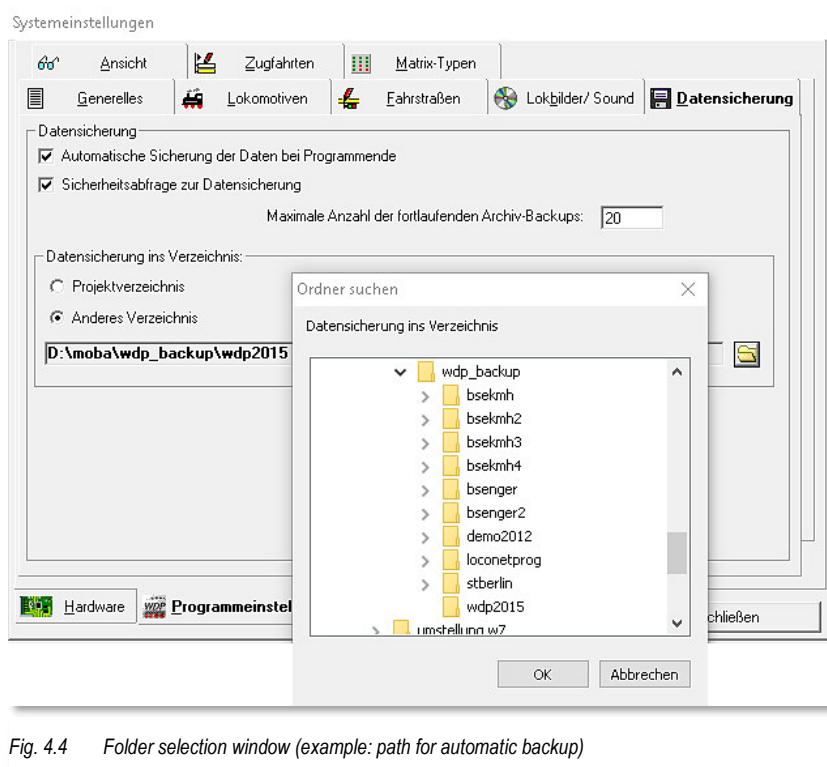 Systemeinstellungen
Ansicht Zugfahrten Matrix-Typen
Generelles Lokomotiven Fahrstraßen Lokbilder/ Sound Datensicherung
Datensicherung
Automatische Sicherung der Daten bei Programmende
Sicherheitsabfrage zur Datensicherung
Maximale Anzahl der fortlaufenden Archiv-Backups: 20
Datensicherung ins Verzeichnis:
Projektverzeichnis
Anderes Verzeichnis
D:\moba\wdp_backup\wdp2015
Ordner suchen
Datensicherung ins Verzeichnis
wdp_backup
bsekmh
bsekmh2
bsekmh3
bsekmh4
bsenger
bsenger2
demo2012
loconetprog
stberlin
wdp2015
umstellung w7
OK Abbrechen
Hardware WDP Programmeinstel
chließen
Fig. 4.4 Folder selection window (example: path for automatic backup)